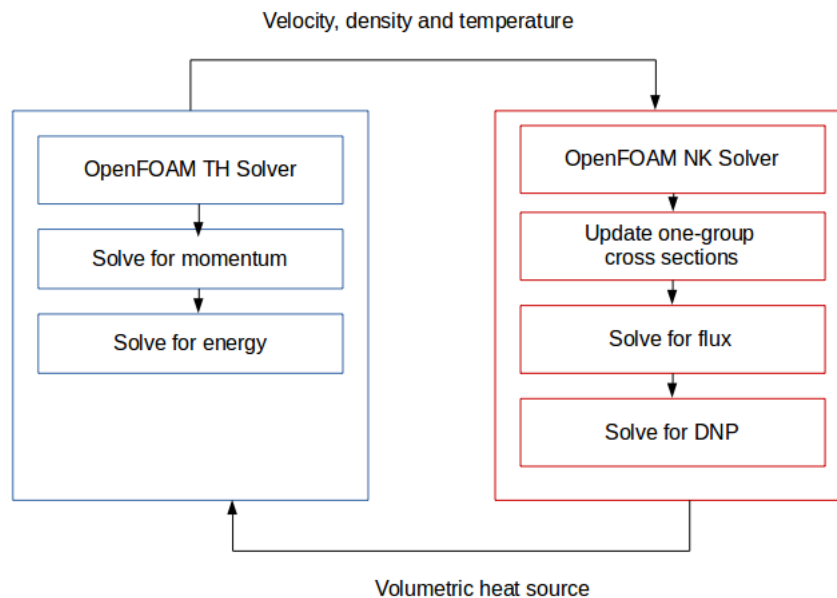 Velocity, density and temperature
OpenFOAM TH Solver
Solve for momentum
Solve for energy
OpenFOAM NK Solver
Update one-group
cross sections
Solve for flux
Solve for DNP
Volumetric heat source